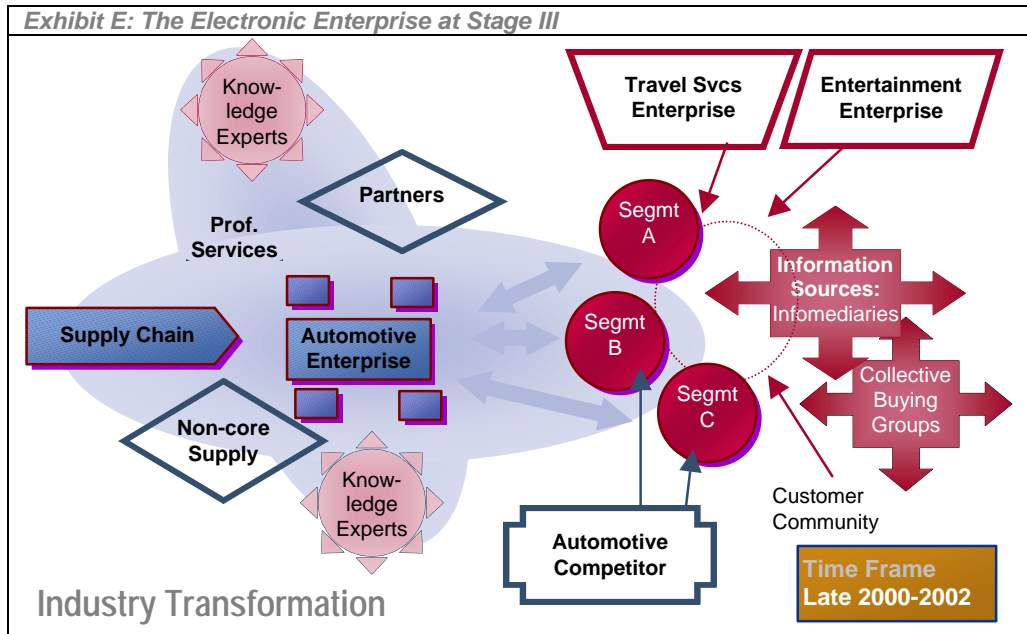 Exhibit E: The Electronic Enterprise at Stage III
Know-
ledge
Experts
Partners
Prof.
Services
Supply Chain
Automotive
Enterprise
Non-core
Supply
Know-
ledge
Experts
Travel Svcs
Enterprise
Entertainment
Enterprise
Segmt
A
Segmt
B
Segmt
C
Information
Sources:
Infomediaries
Collective
Buying
Groups
Customer
Community
Automotive
Competitor
Time Frame
Late 2000-2002
Industry Transformation